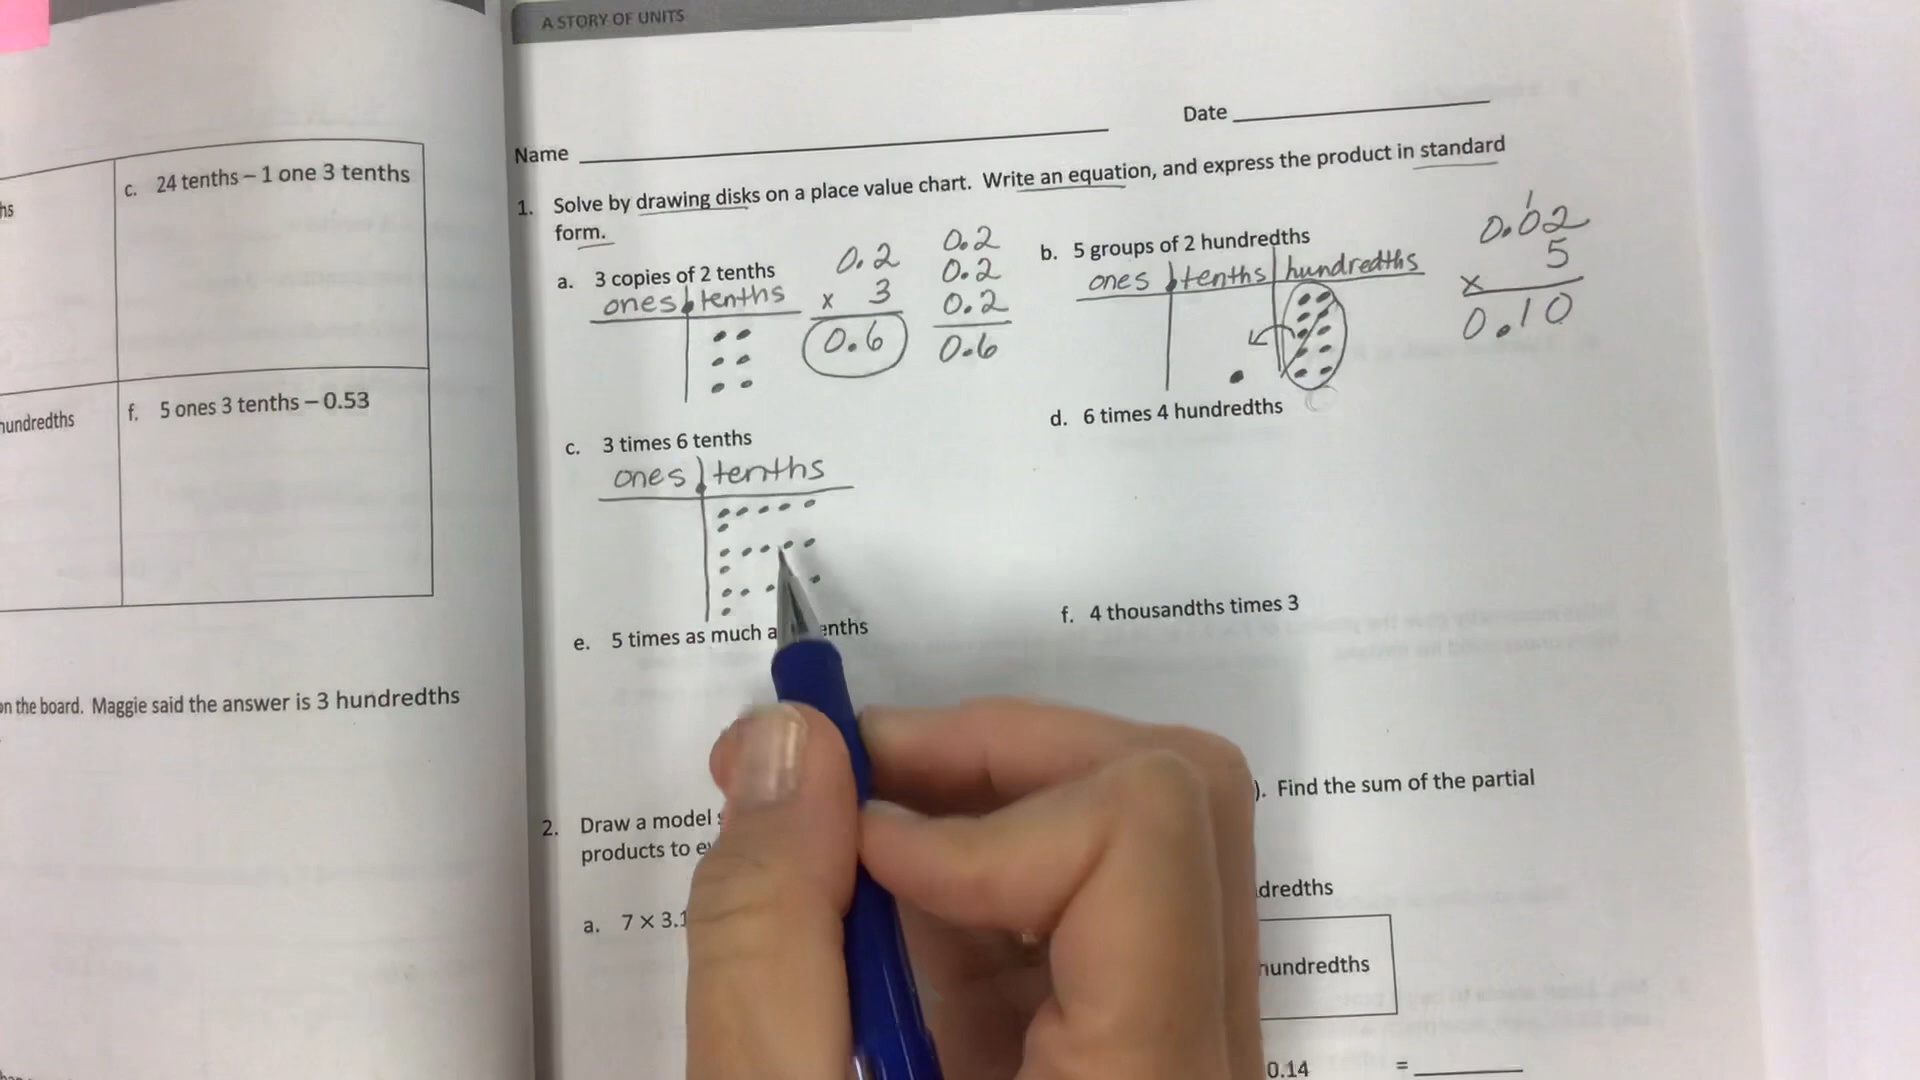 A STORY OF UNITS
c. 24 tenths – 1 one 3 tenths
f. 5 ones 3 tenths – 0.53
hundredths
on the board. Maggie said the answer is 3 hundredths
Name
Date
1. Solve by drawing disks on a place value chart. Write an equation, and express the product in standard
form.
a. 3 copies of 2 tenths
ones . tenths
0.2
x 3
0.6
0.2
0.2
0.2
0.6
b. 5 groups of 2 hundredths
ones . tenths hundredths
1
0.02
x 5
0.10
c. 3 times 6 tenths
ones . tenths
d. 6 times 4 hundredths
e. 5 times as much
f. 4 thousandths times 3
2. Draw a model
). Find the sum of the partial
products to
a. 7 × 3.1
hundredths
0.14 =